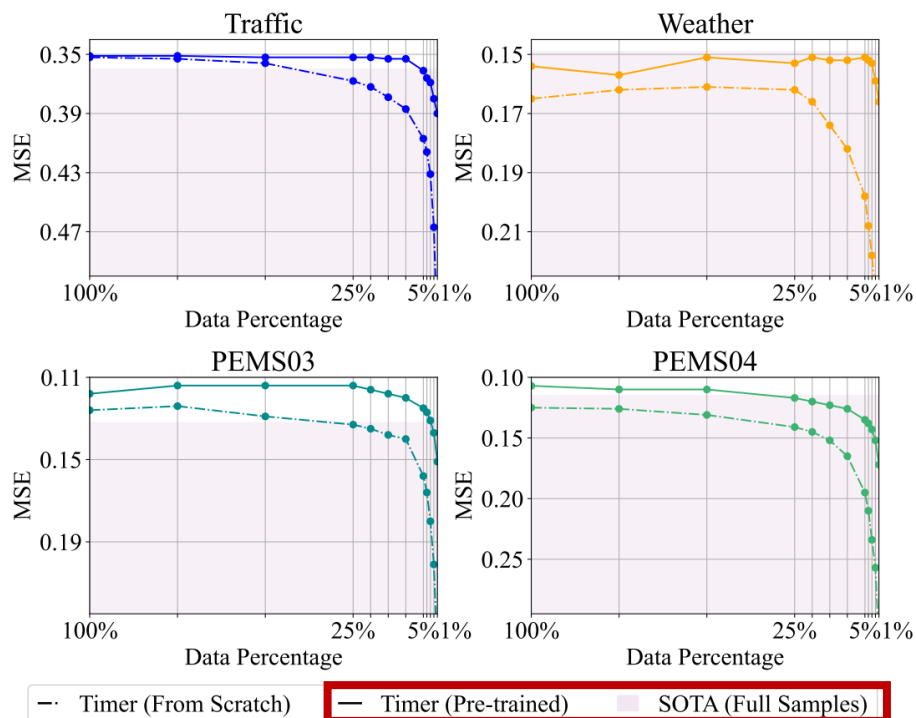 Traffic
Weather
0.35
0.39
0.43
0.47
MSE
100%
25%
5%
1%
Data Percentage
0.15
0.17
0.19
0.21
MSE
100%
25%
5%
1%
Data Percentage
PEMS03
PEMS04
0.11
0.15
0.19
MSE
100%
25%
5%
1%
Data Percentage
0.10
0.15
0.20
0.25
MSE
100%
25%
5%
1%
Data Percentage
Timer (From Scratch)
Timer (Pre-trained)
SOTA (Full Samples)